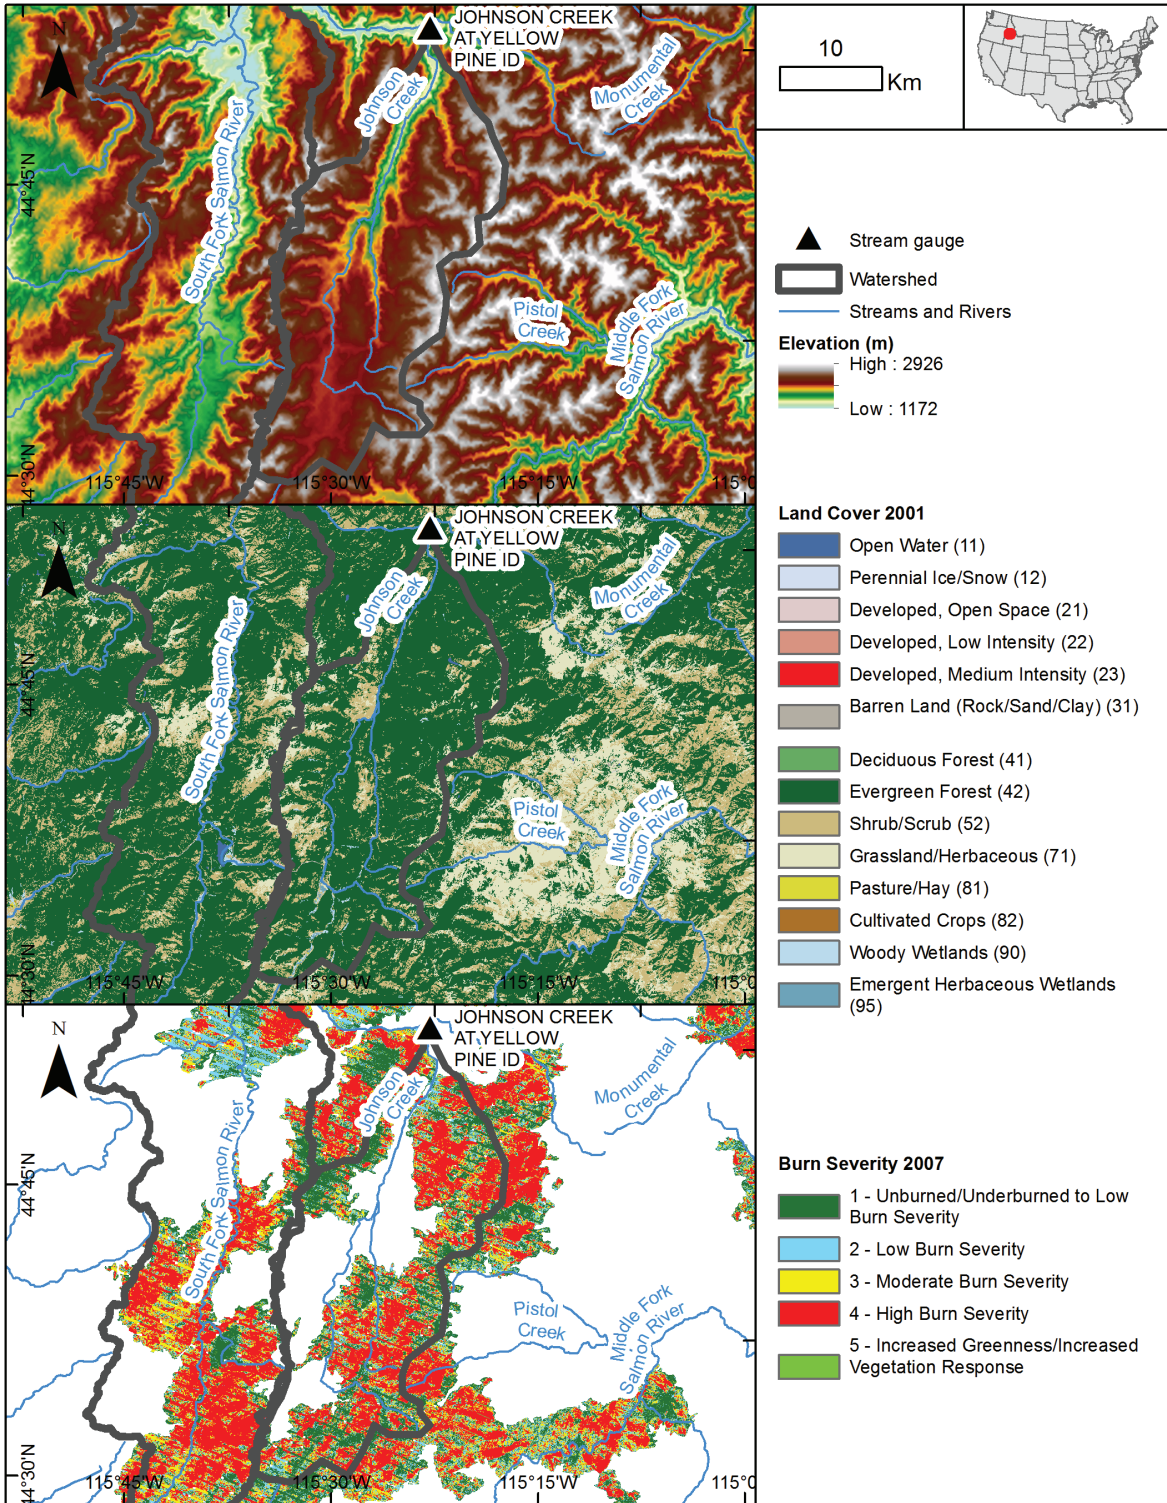 N
JOHNSON CREEK
AT YELLOW
PINE ID
Johnson
Creek
Monumental
Creek
South Fork Salmon River
Pistol
Creek
Middle Fork
Salmon River
44°45'N
44°30'N
115°45'W
115°30'W
115°15'W
115°0
N
JOHNSON CREEK
AT YELLOW
PINE ID
Johnson
Creek
Monumental
Creek
South Fork Salmon River
Pistol
Creek
Middle Fork
Salmon River
44°45'N
44°30'N
115°45'W
115°30'W
115°15'W
115°0
N
JOHNSON CREEK
AT YELLOW
PINE ID
Johnson
Creek
Monumental
Creek
South Fork Salmon River
Pistol
Creek
Middle Fork
Salmon River
44°45'N
44°30'N
115°45'W
115°30'W
115°15'W
115°0
10
Km
Stream gauge
Watershed
Streams and Rivers
Elevation (m)
High : 2926
Low : 1172
Land Cover 2001
Open Water (11)
Perennial Ice/Snow (12)
Developed, Open Space (21)
Developed, Low Intensity (22)
Developed, Medium Intensity (23)
Barren Land (Rock/Sand/Clay) (31)
Deciduous Forest (41)
Evergreen Forest (42)
Shrub/Scrub (52)
Grassland/Herbaceous (71)
Pasture/Hay (81)
Cultivated Crops (82)
Woody Wetlands (90)
Emergent Herbaceous Wetlands
(95)
Burn Severity 2007
1 - Unburned/Underburned to Low
Burn Severity
2 - Low Burn Severity
3 - Moderate Burn Severity
4 - High Burn Severity
5 - Increased Greenness/Increased
Vegetation Response